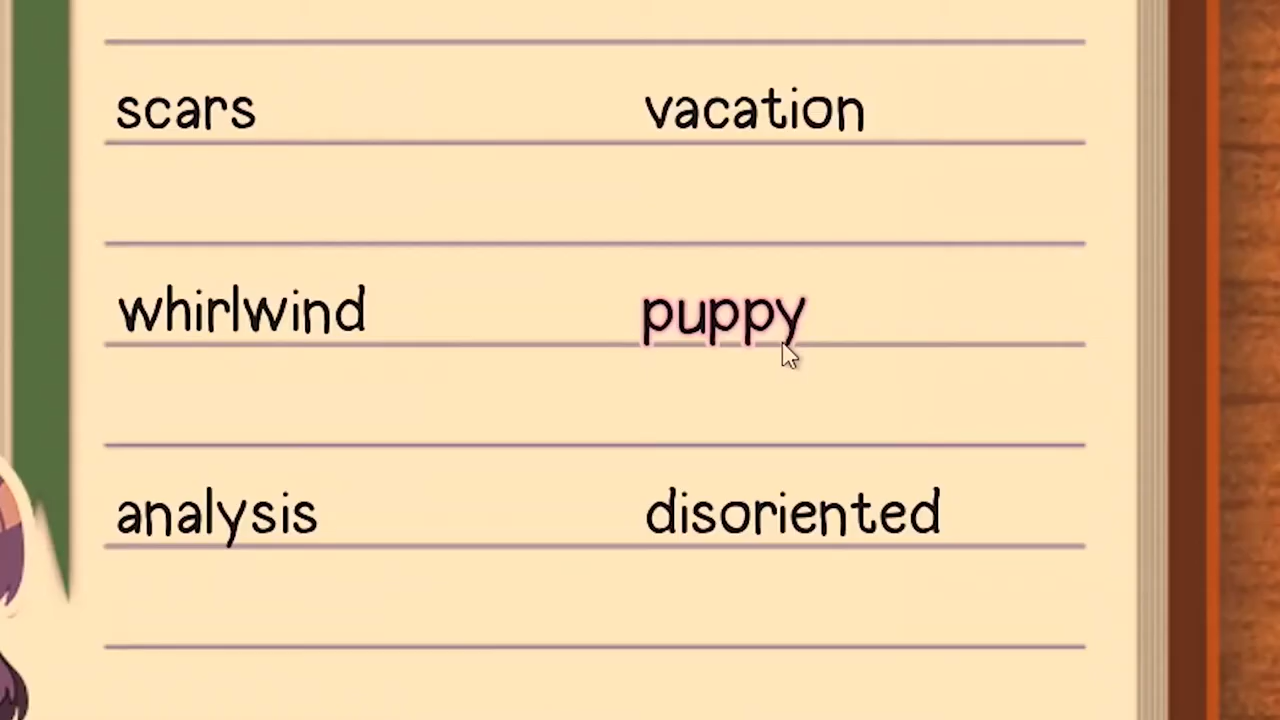 scars vacation
whirlwind puppy
analysis disoriented